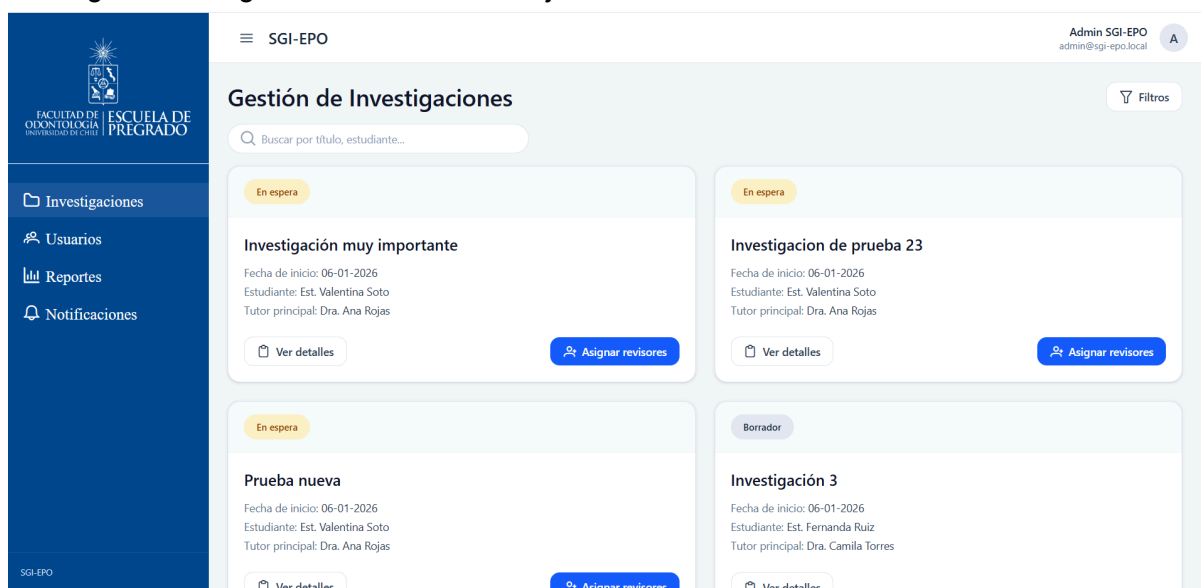 FACULTAD DE ODONTOLOGÍA
UNIVERSIDAD DE CHILE
ESCUELA DE PREGRADO
Investigaciones
Usuarios
Reportes
Notificaciones
SGI-EPO
SGI-EPO
Admin SGI-EPO
admin@sgi-epo.local
A
Gestión de Investigaciones
Filtros
Buscar por título, estudiante...
En espera
Investigación muy importante
Fecha de inicio: 06-01-2026
Estudiante: Est. Valentina Soto
Tutor principal: Dra. Ana Rojas
Ver detalles
Asignar revisores
En espera
Investigacion de prueba 23
Fecha de inicio: 06-01-2026
Estudiante: Est. Valentina Soto
Tutor principal: Dra. Ana Rojas
Ver detalles
Asignar revisores
En espera
Prueba nueva
Fecha de inicio: 06-01-2026
Estudiante: Est. Valentina Soto
Tutor principal: Dra. Ana Rojas
Ver detalles
Asignar revisores
Borrador
Investigación 3
Fecha de inicio: 06-01-2026
Estudiante: Est. Fernanda Ruiz
Tutor principal: Dra. Camila Torres
Ver detalles